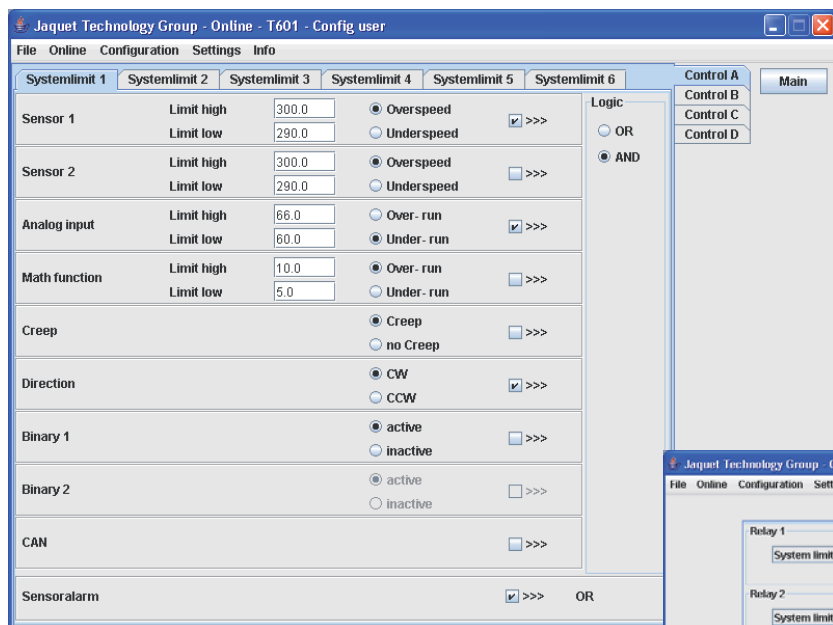 Jaquet Technology Group - Online - T601 - Config user
File Online Configuration Settings Info
Systemlimit 1 Systemlimit 2 Systemlimit 3 Systemlimit 4 Systemlimit 5 Systemlimit 6
Control A
Control B
Control C
Control D
Main
Sensor 1
Limit high 300.0 Overspeed
Limit low 290.0 Underspeed
>>>
Sensor 2
Limit high 300.0 Overspeed
Limit low 290.0 Underspeed
>>>
Analog input
Limit high 66.0 Over- run
Limit low 60.0 Under- run
>>>
Math function
Limit high 10.0 Over- run
Limit low 5.0 Under- run
>>>
Creep
Creep
no Creep
>>>
Direction
CW
CCW
>>>
Binary 1
active
inactive
>>>
Binary 2
active
inactive
>>>
CAN >>>
Sensoralarm >>> OR
Logic
OR
AND
Jaquet Technology Group -
File Online Configuration Sett
Relay 1
System limit
Relay 2
System limit